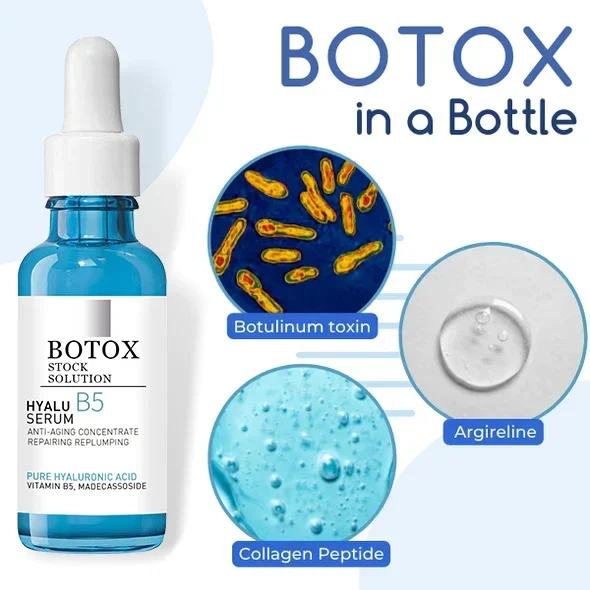 BOTOX
in a Bottle
Botulinum toxin
Argireline
Collagen Peptide
BOTOX
STOCK
SOLUTION
HYALU B5
SERUM
ANTI-AGING CONCENTRATE
REPAIRING REPLUMPING
PURE HYALURONIC ACID
VITAMIN B5, MADECASSOSIDE